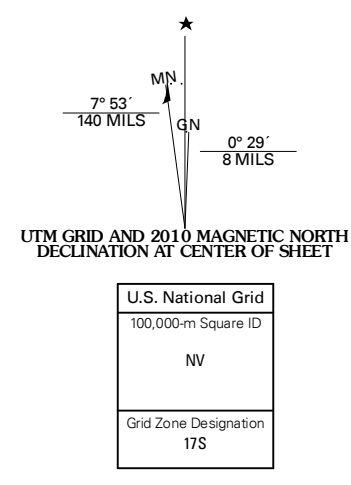 ★
MN
7° 53´
140 MILS
GN
0° 29´
8 MILS
UTM GRID AND 2010 MAGNETIC NORTH
DECLINATION AT CENTER OF SHEET
U.S. National Grid
100,000-m Square ID
NV
Grid Zone Designation
17S